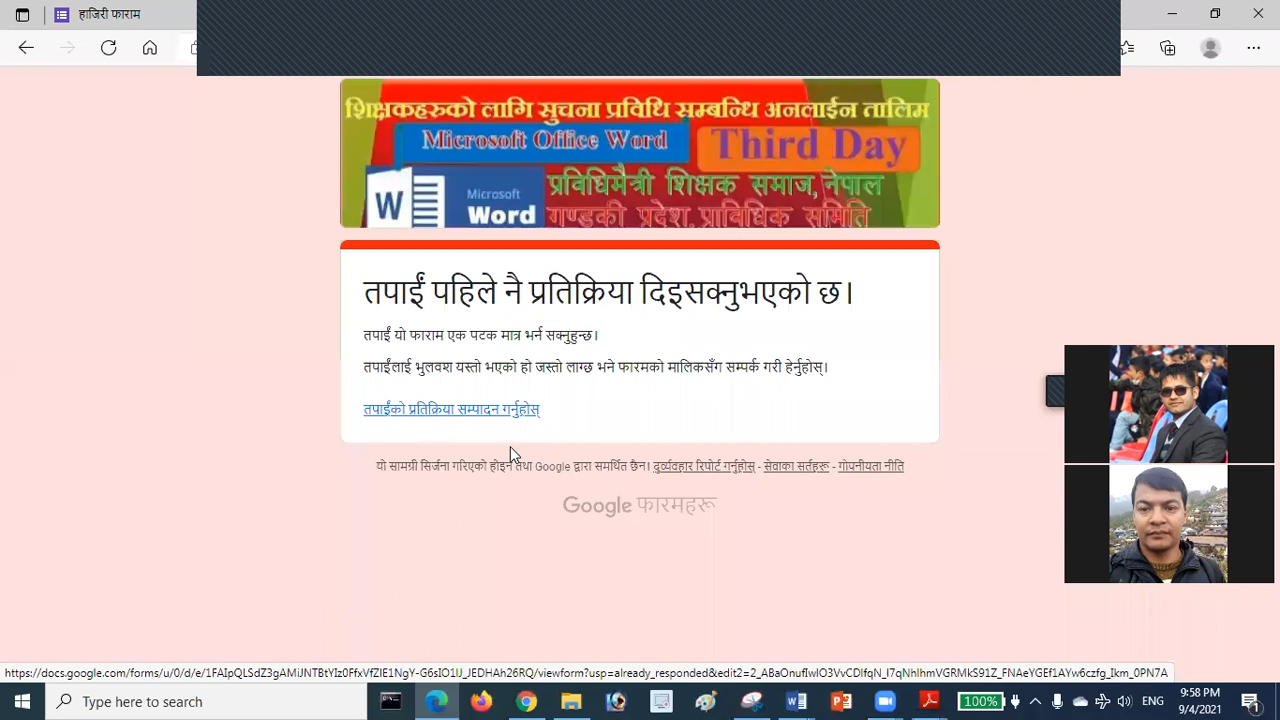 हाजिरी फाराम
शिक्षकहरुको लागि सुचना प्रविधि सम्बन्धि अनलाईन तालिम
Microsoft Office Word
Third Day
W
Microsoft
Word
प्रविधिमैत्री शिक्षक समाज, नेपाल
गण्डकी प्रदेश, प्राविधिक समिति
तपाईं पहिले नै प्रतिक्रिया दिइसक्नुभएको छ।
तपाईं यो फाराम एक पटक मात्र भर्न सक्नुहुन्छ।
तपाईंलाई भुलवश यस्तो भएको हो जस्तो लाग्छ भने फारमको मालिकसँग सम्पर्क गरी हेर्नुहोस्।
तपाईंको प्रतिक्रिया सम्पादन गर्नुहोस्
यो सामग्री सिर्जना गरिएको होइन तथा Google द्वारा समर्थित छैन। दुर्व्यवहार रिपोर्ट गर्नुहोस् - सेवाका सर्तहरू - गोपनीयता नीति
Google फारमहरू
Type here to search
100%
ENG
9:58 PM
9/4/2021
1